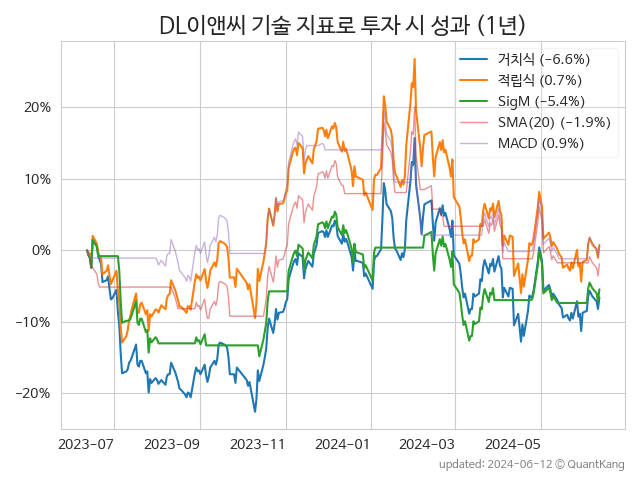 DL이앤씨 기술 지표로 투자 시 성과 (1년)
거치식 (−6.6%)
적립식 (0.7%)
SigM (−5.4%)
SMA(20) (−1.9%)
MACD (0.9%)
20%
10%
0%
−10%
−20%
2023-07 2023-09 2023-11 2024-01 2024-03 2024-05
updated: 2024-06-12 © QuantKang